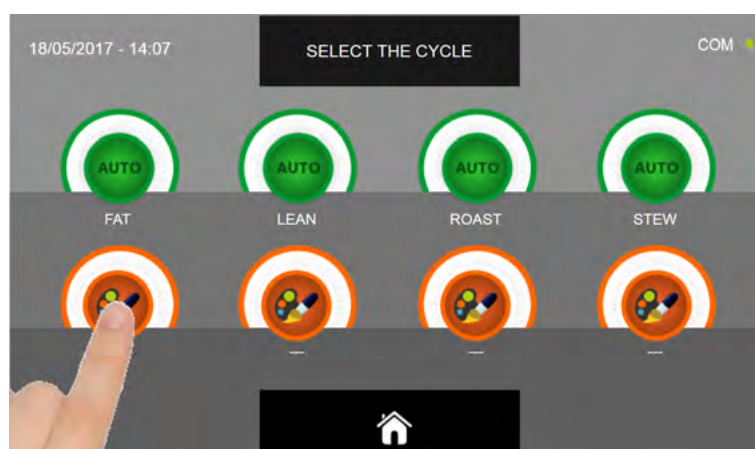 18/05/2017 - 14:07
SELECT THE CYCLE
COM
AUTO AUTO AUTO AUTO
FAT LEAN ROAST STEW
--- --- ---